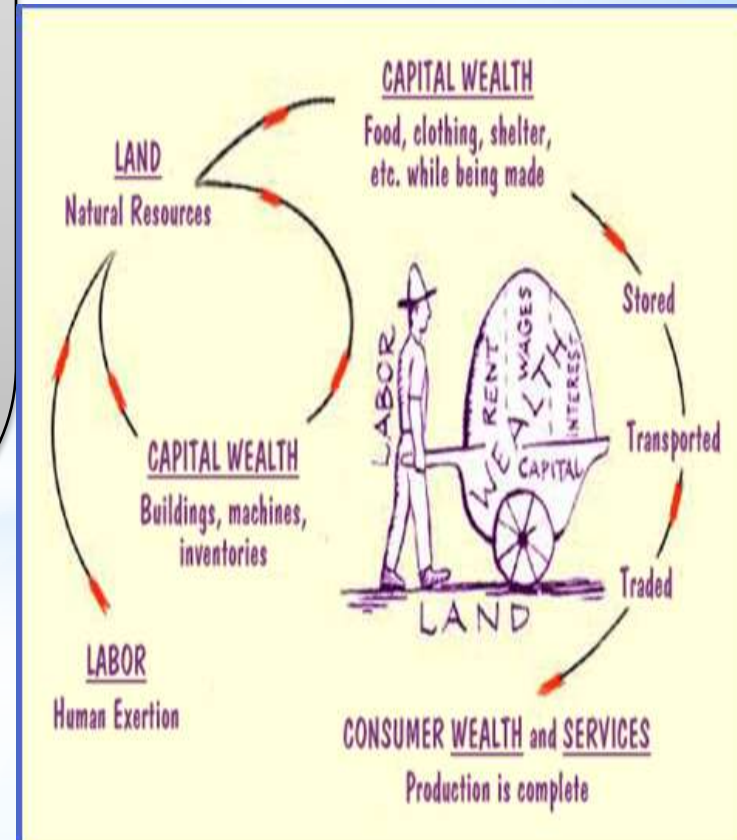 CAPITAL WEALTH
Food, clothing, shelter,
etc. while being made
LAND
Natural Resources
Stored
Transported
Traded
LABOR
RENT
WAGES
INTEREST
WEALTH
CAPITAL
LAND
CAPITAL WEALTH
Buildings, machines,
inventories
LABOR
Human Exertion
CONSUMER WEALTH and SERVICES
Production is complete